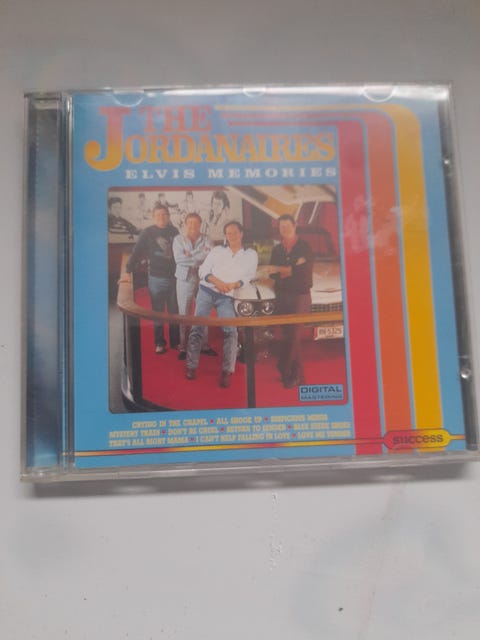 THE
JORDANAIRES
ELVIS MEMORIES
DIGITAL
MASTERING
CRYING IN THE CHAPEL • ALL SHOOK UP • SUSPICIOUS MINDS
MYSTERY TRAIN • DON'T BE CRUEL • RETURN TO SENDER • BLUE SUEDE SHOES
THAT'S ALL RIGHT MAMA • I CAN'T HELP FALLING IN LOVE • LOVE ME TENDER
success